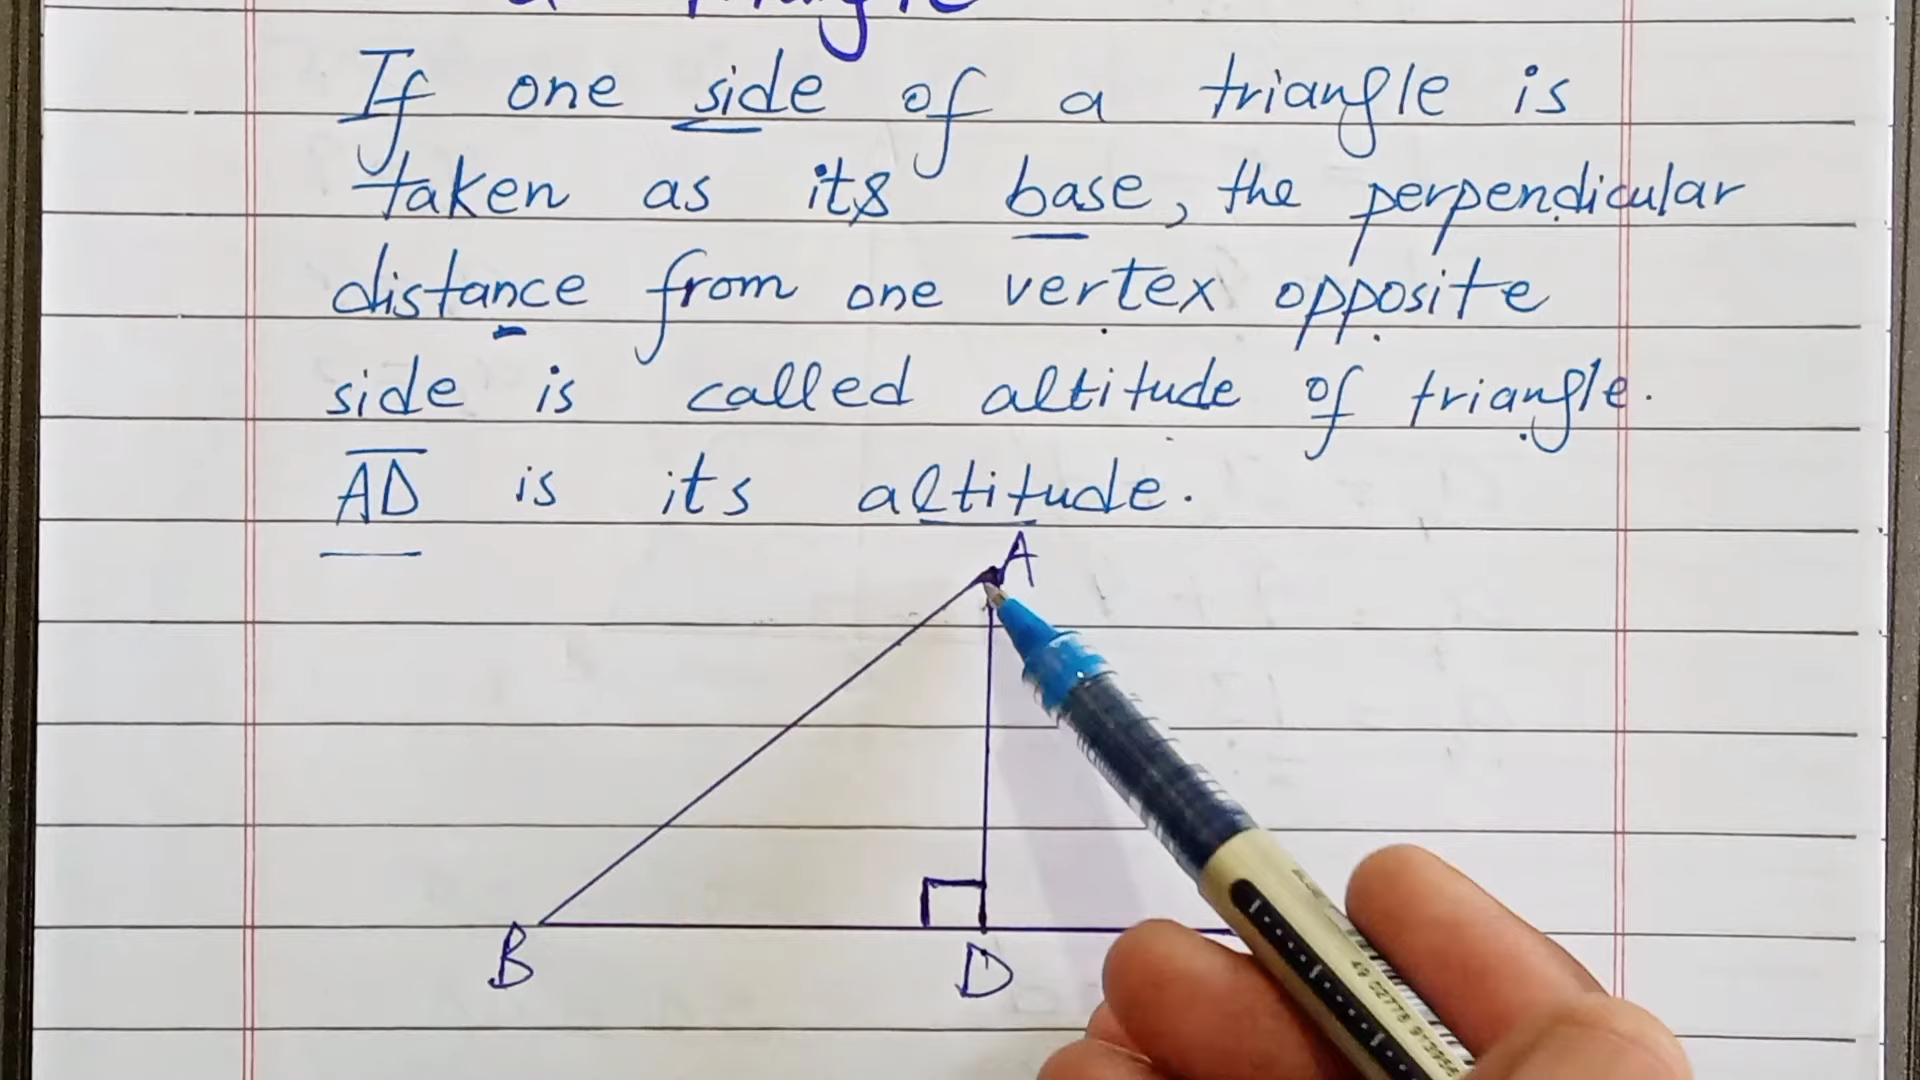 a triangle
If one side of a triangle is
taken as its base, the perpendicular
distance from one vertex opposite
side is called altitude of triangle.
AD is its altitude.
A
B
D